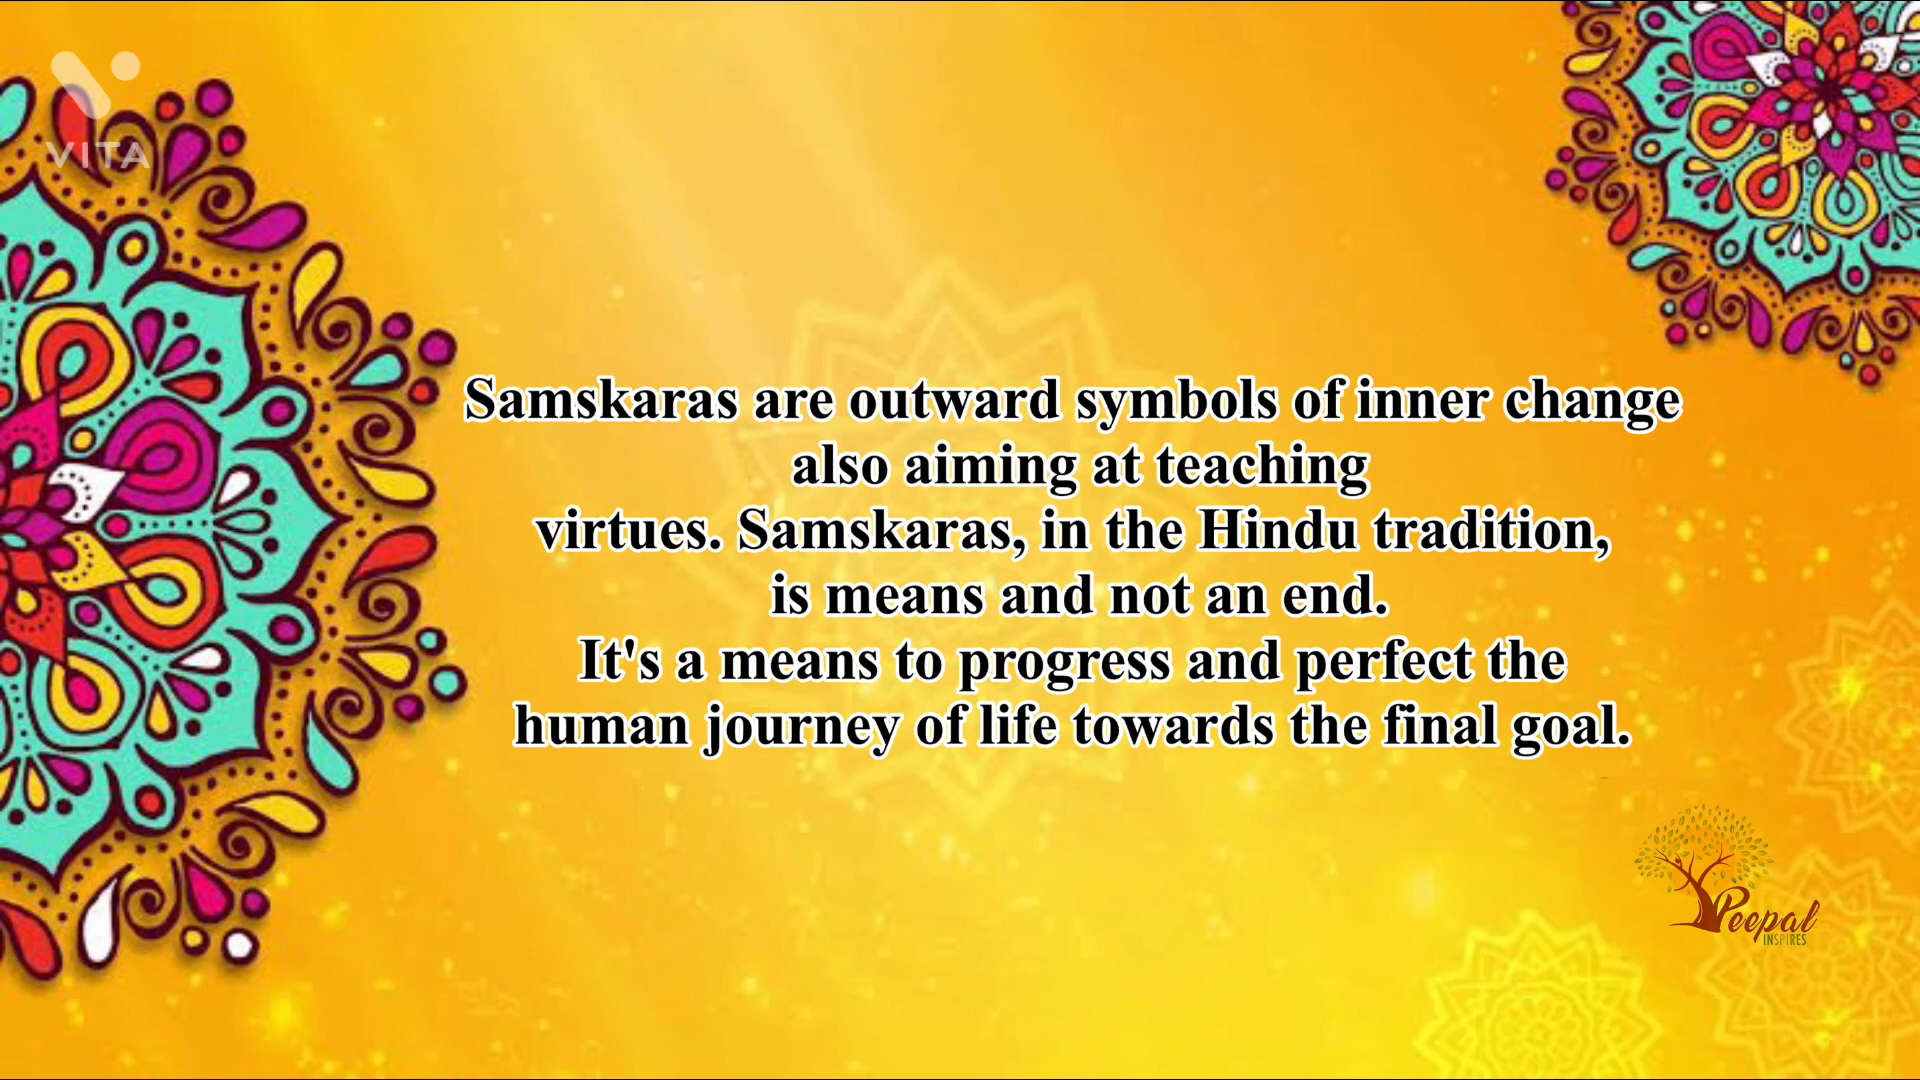 VITA
Samskaras are outward symbols of inner change
also aiming at teaching
virtues. Samskaras, in the Hindu tradition,
is means and not an end.
It's a means to progress and perfect the
human journey of life towards the final goal.
Peepal
INSPIRES